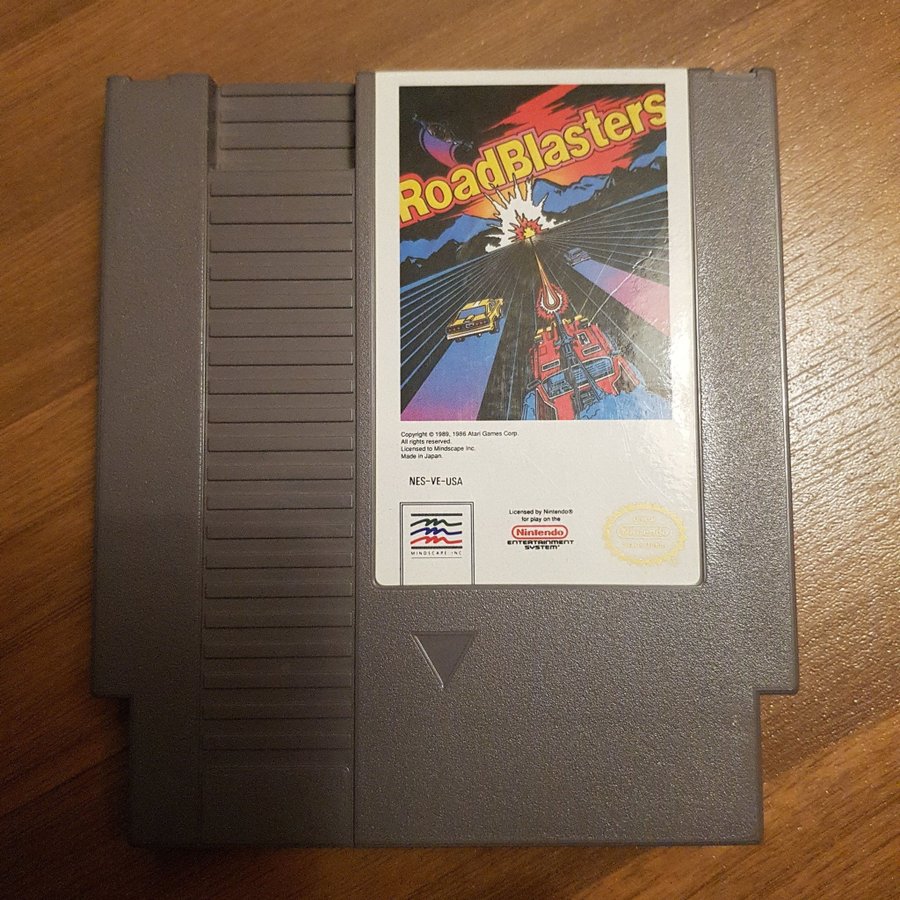 RoadBlasters
Copyright © 1989, 1986 Atari Games Corp.
All rights reserved.
Licensed to Mindscape Inc.
Made in Japan.
NES-VE-USA
MINDSCAPE INC
Licensed by Nintendo®
for play on the
Nintendo
ENTERTAINMENT
SYSTEM™
Nintendo